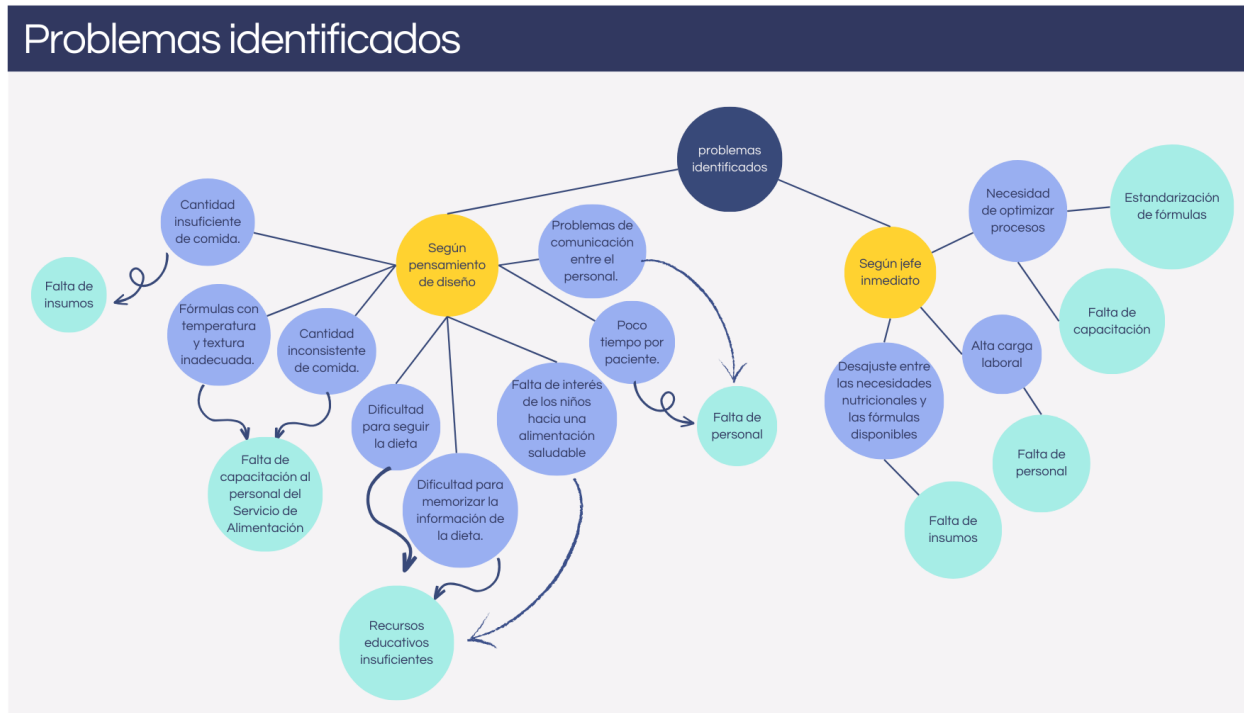 Problemas identificados
problemas
identificados
Según
pensamiento
de diseño
Cantidad
insuficiente
de comida.
Falta de
insumos
Fórmulas con
temperatura
y textura
inadecuada.
Cantidad
inconsistente
de comida.
Falta de
capacitación al
personal del
Servicio de
Alimentación
Dificultad
para seguir
la dieta
Dificultad para
memorizar la
información de
la dieta.
Falta de interés
de los niños
hacia una
alimentación
saludable
Recursos
educativos
insuficientes
Problemas de
comunicación
entre el
personal.
Poco
tiempo por
paciente.
Falta de
personal
Según jefe
inmediato
Necesidad
de optimizar
procesos
Estandarización
de fórmulas
Falta de
capacitación
Alta carga
laboral
Falta de
personal
Desajuste entre
las necesidades
nutricionales y
las fórmulas
disponibles
Falta de
insumos